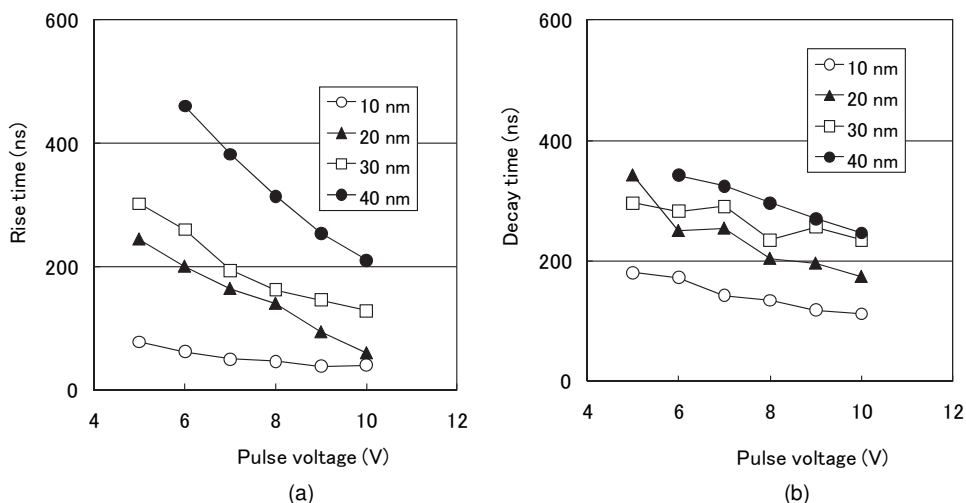 600
400
200
0
4
6
8
10
12
Rise time (ns)
Pulse voltage (V)
10 nm
20 nm
30 nm
40 nm
(a)
600
400
200
0
4
6
8
10
12
Decay time (ns)
Pulse voltage (V)
10 nm
20 nm
30 nm
40 nm
(b)